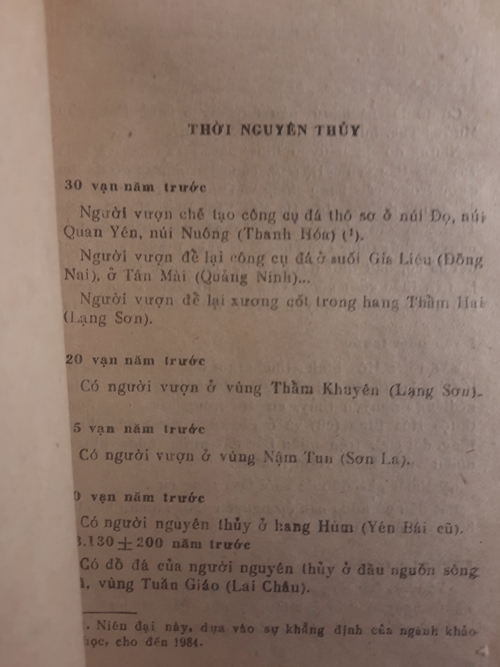 THỜI NGUYÊN THỦY
30 vạn năm trước
Người vượn chế tạo công cụ đá thô sơ ở núi Dọ, núi
Quan Yên, núi Nuông (Thanh Hóa) (¹).
Người vượn để lại công cụ đá ở suối Gia Liêu (Đồng
Nai), ở Tấn Mài (Quảng Ninh)...
Người vượn để lại xương cốt trong hang Thẩm Hai
(Lạng Sơn).
20 vạn năm trước
Có người vượn ở vùng Thẩm Khuyên (Lạng Sơn).
5 vạn năm trước
Có người vượn ở vùng Nậm Tun (Sơn La).
0 vạn năm trước
Có người nguyên thủy ở hang Hùm (Yên Bái cũ).
3.130 ± 200 năm trước
Có đồ đá của người nguyên thủy ở đầu nguồn sông
vùng Tuần Giáo (Lai Châu).
. Niên đại này, dựa vào sự khẳng định của ngành khảo
học, cho đến 1984.